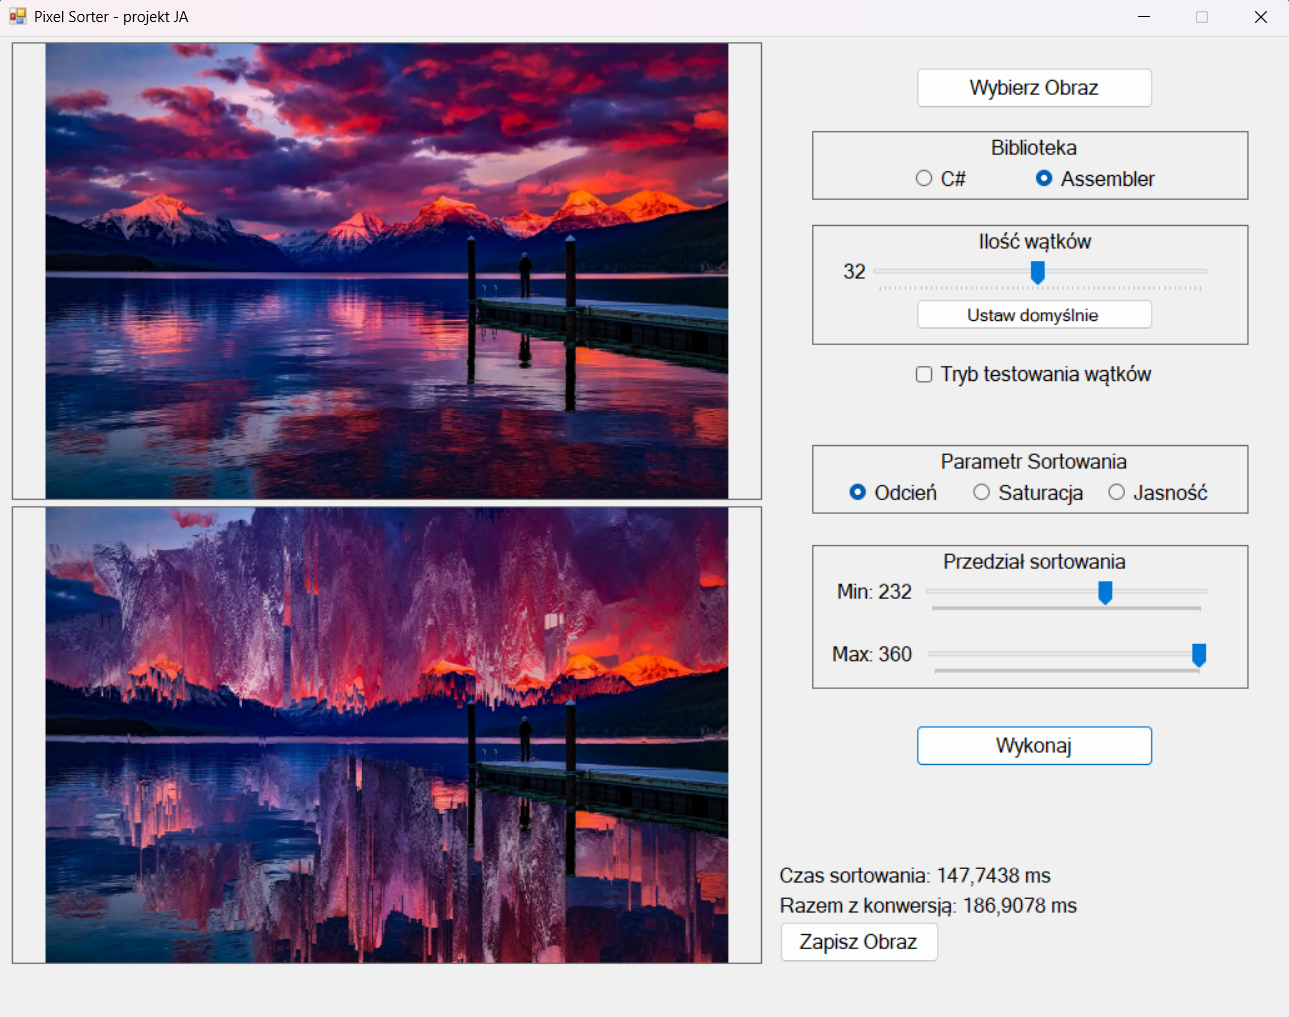 Pixel Sorter - projekt JA
Wybierz Obraz
Biblioteka
C#
Assembler
Ilość wątków
32
Ustaw domyślnie
Tryb testowania wątków
Parametr Sortowania
Odcień
Saturacja
Jasność
Przedział sortowania
Min: 232
Max: 360
Wykonaj
Czas sortowania: 147,7438 ms
Razem z konwersją: 186,9078 ms
Zapisz Obraz